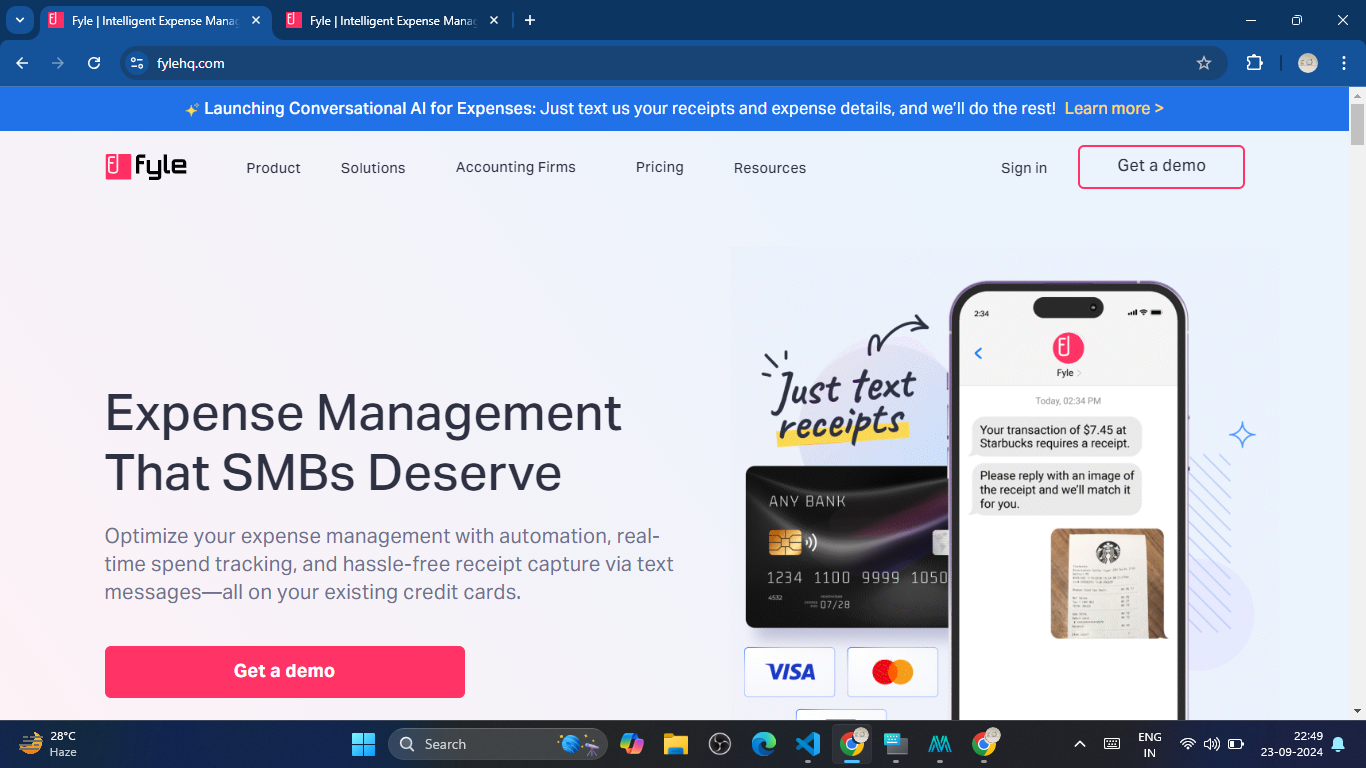 Fyle | Intelligent Expense Manag
Fyle | Intelligent Expense Manag
fylehq.com
Launching Conversational AI for Expenses: Just text us your receipts and expense details, and we'll do the rest! Learn more >
fyle
Product
Solutions
Accounting Firms
Pricing
Resources
Sign in
Get a demo
Expense Management
That SMBs Deserve
Optimize your expense management with automation, real-
time spend tracking, and hassle-free receipt capture via text
messages—all on your existing credit cards.
Get a demo
Just text
receipts
ANY BANK
1234 1100 9999 1050
4532
07/28
VISA
2:34
Fyle
Today, 02:34 PM
Your transaction of $7.45 at
Starbucks requires a receipt.
Please reply with an image of
the receipt and we'll match it
for you.
28°C
Haze
Search
ENG
IN
22:49
23-09-2024